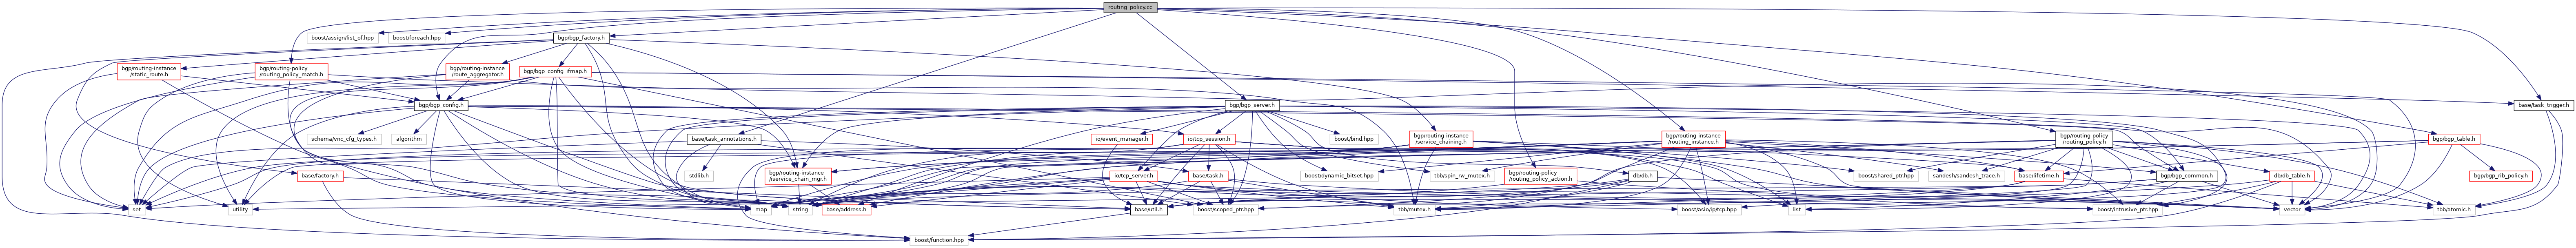 routing_policy.cc
boost/assign/list_of.hpp
boost/foreach.hpp
bgp/bgp_factory.h
bgp/routing-instance
/static_route.h
bgp/routing-policy
/routing_policy_match.h
bgp/routing-instance
/route_aggregator.h
bgp/bgp_config_ifmap.h
bgp/bgp_config.h
bgp/bgp_server.h
base/task_trigger.h
schema/vnc_cfg_types.h
algorithm
base/task_annotations.h
io/event_manager.h
io/tcp_session.h
boost/bind.hpp
bgp/routing-instance
/service_chaining.h
bgp/routing-instance
/routing_instance.h
bgp/routing-policy
/routing_policy.h
bgp/bgp_table.h
base/factory.h
stdlib.h
bgp/routing-instance
/iservice_chain_mgr.h
io/tcp_server.h
base/task.h
boost/dynamic_bitset.hpp
tbb/spin_rw_mutex.h
bgp/routing-policy
/routing_policy_action.h
db/db.h
boost/shared_ptr.hpp
sandesh/sandesh_trace.h
base/lifetime.h
bgp/bgp_common.h
db/db_table.h
bgp/bgp_rib_policy.h
set
utility
map
string
base/address.h
base/util.h
boost/scoped_ptr.hpp
tbb/mutex.h
boost/asio/ip/tcp.hpp
list
boost/intrusive_ptr.hpp
vector
tbb/atomic.h
boost/function.hpp